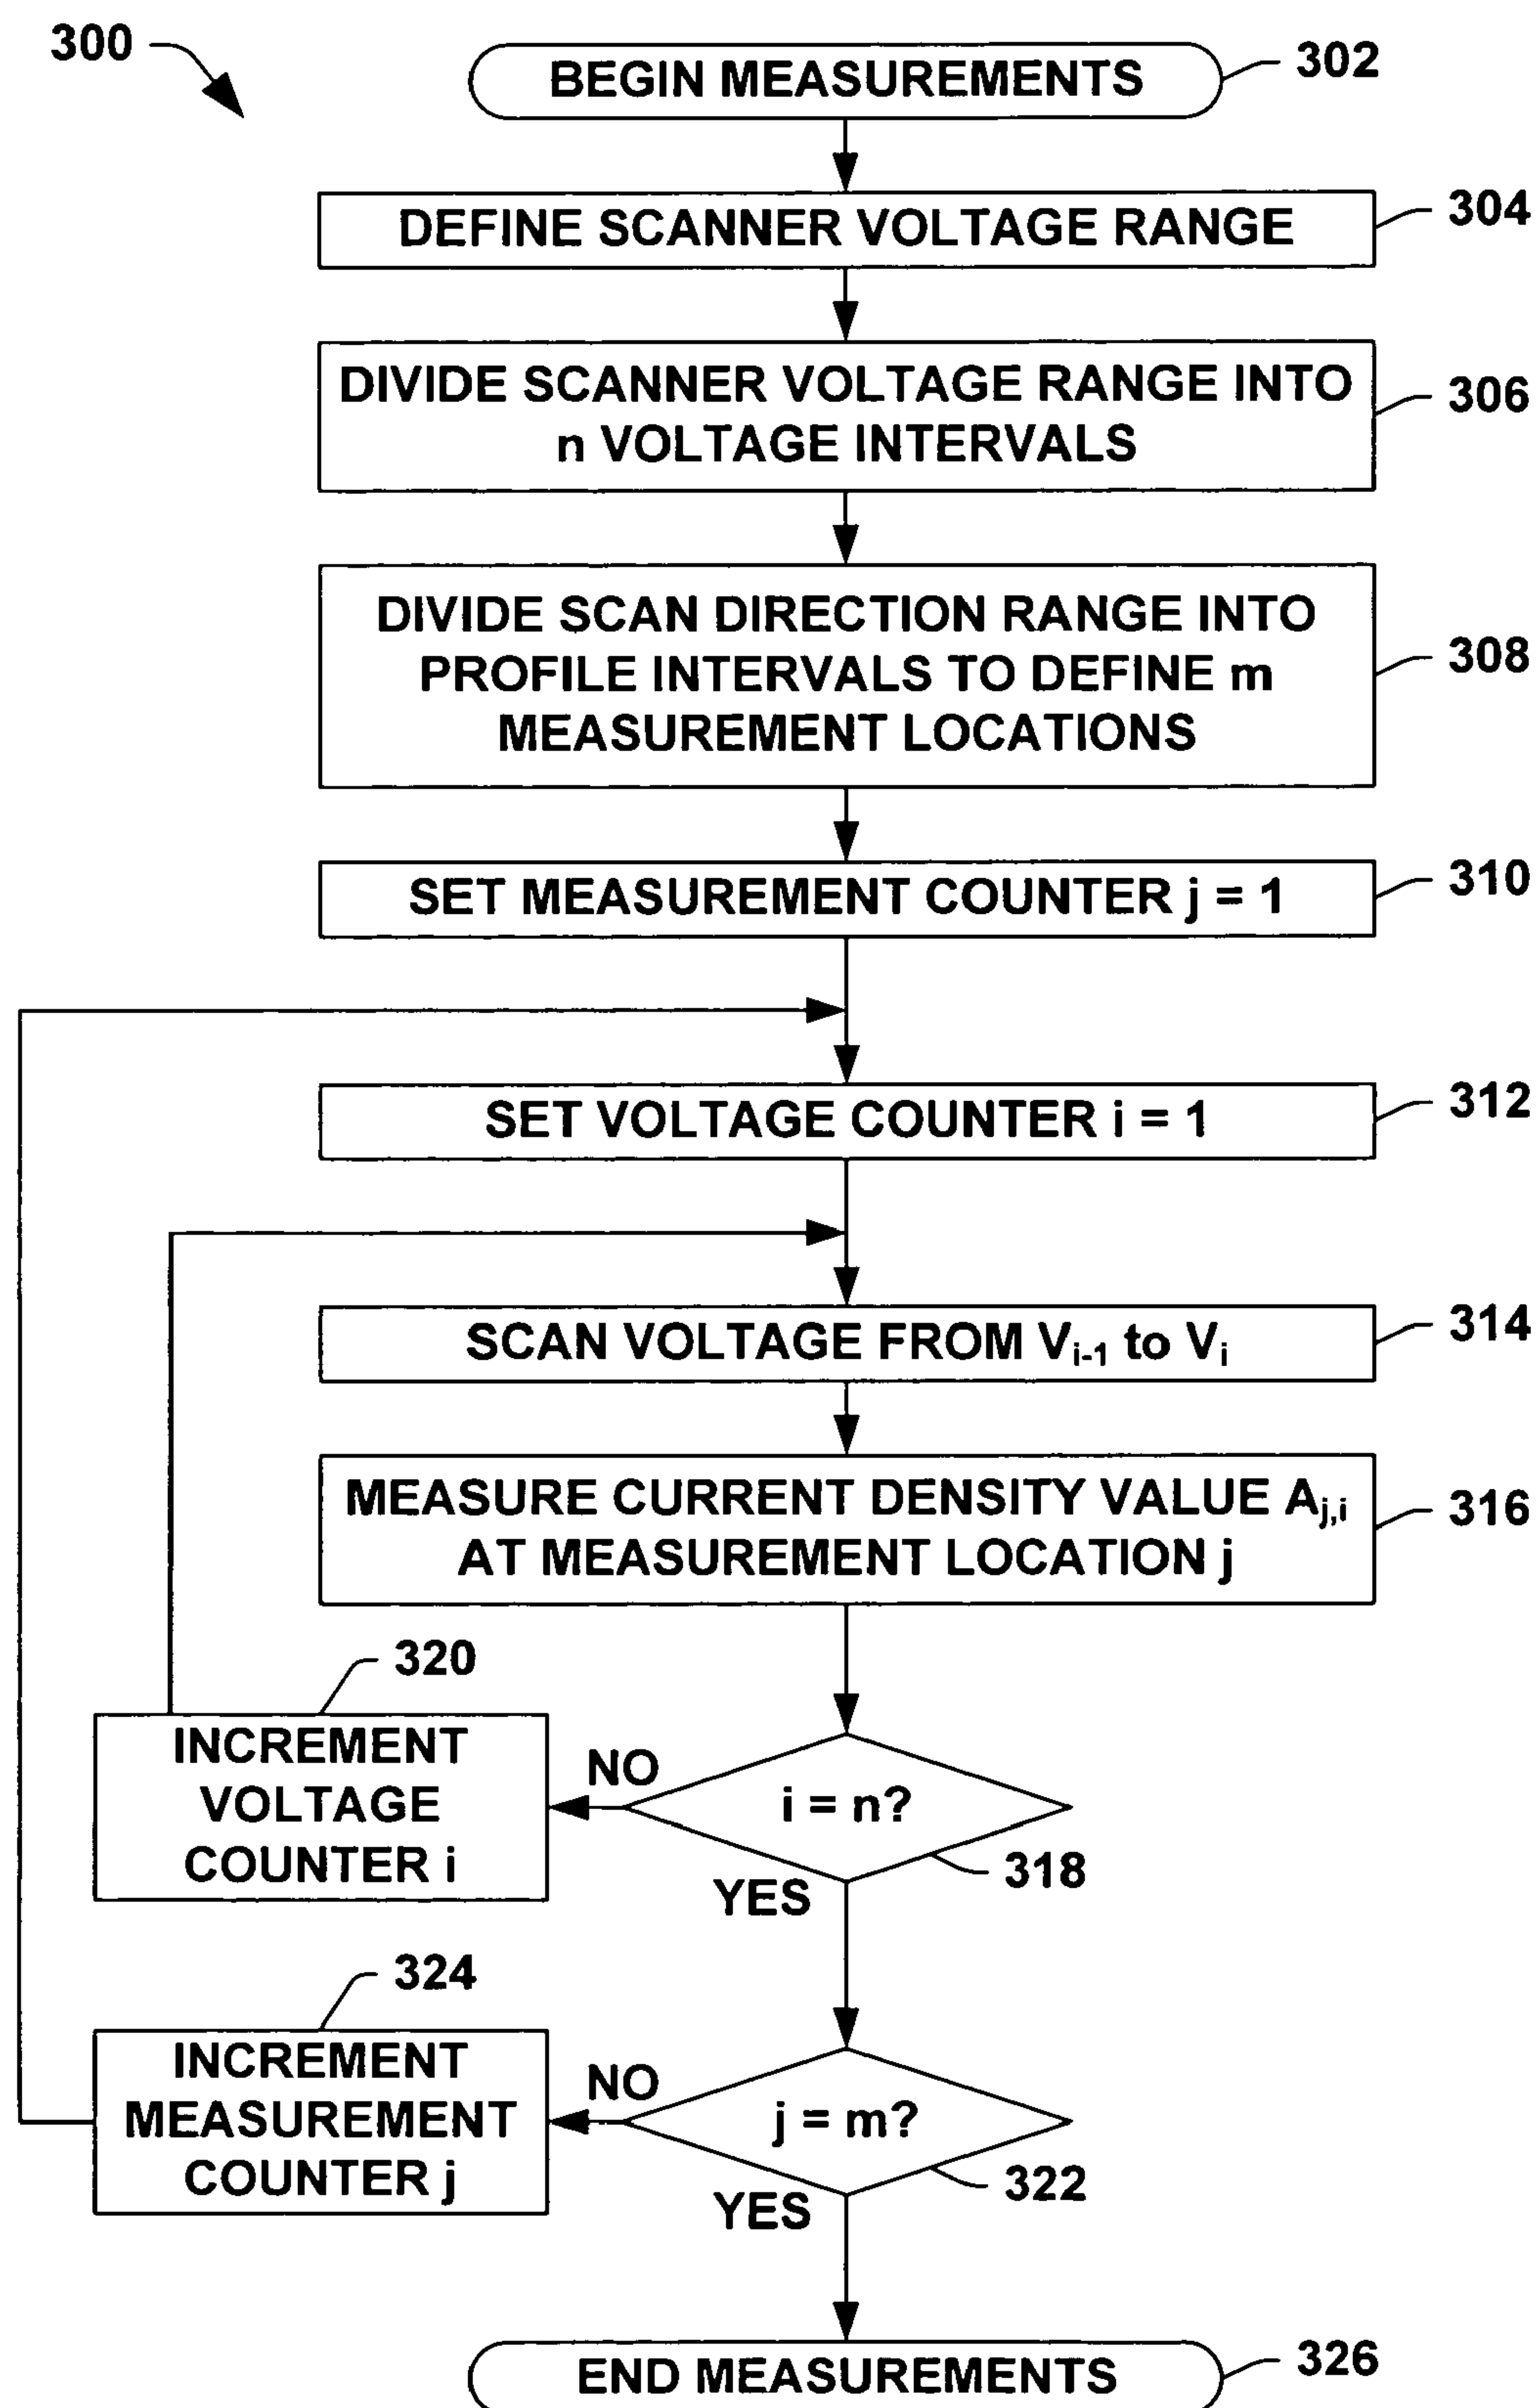 300
BEGIN MEASUREMENTS
302
DEFINE SCANNER VOLTAGE RANGE
304
DIVIDE SCANNER VOLTAGE RANGE INTO
n VOLTAGE INTERVALS
306
DIVIDE SCAN DIRECTION RANGE INTO
PROFILE INTERVALS TO DEFINE m
MEASUREMENT LOCATIONS
308
SET MEASUREMENT COUNTER j = 1
310
SET VOLTAGE COUNTER i = 1
312
SCAN VOLTAGE FROM Vi-1 to Vi
314
MEASURE CURRENT DENSITY VALUE Aj,i
AT MEASUREMENT LOCATION j
316
320
INCREMENT
VOLTAGE
COUNTER i
NO
i = n?
318
YES
324
INCREMENT
MEASUREMENT
COUNTER j
NO
j = m?
322
YES
END MEASUREMENTS
326